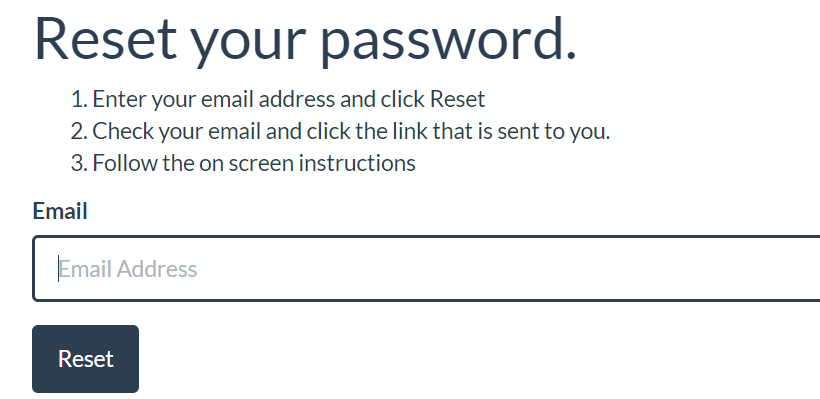 Reset your password.
1. Enter your email address and click Reset
2. Check your email and click the link that is sent to you.
3. Follow the on screen instructions
Email
Email Address
Reset